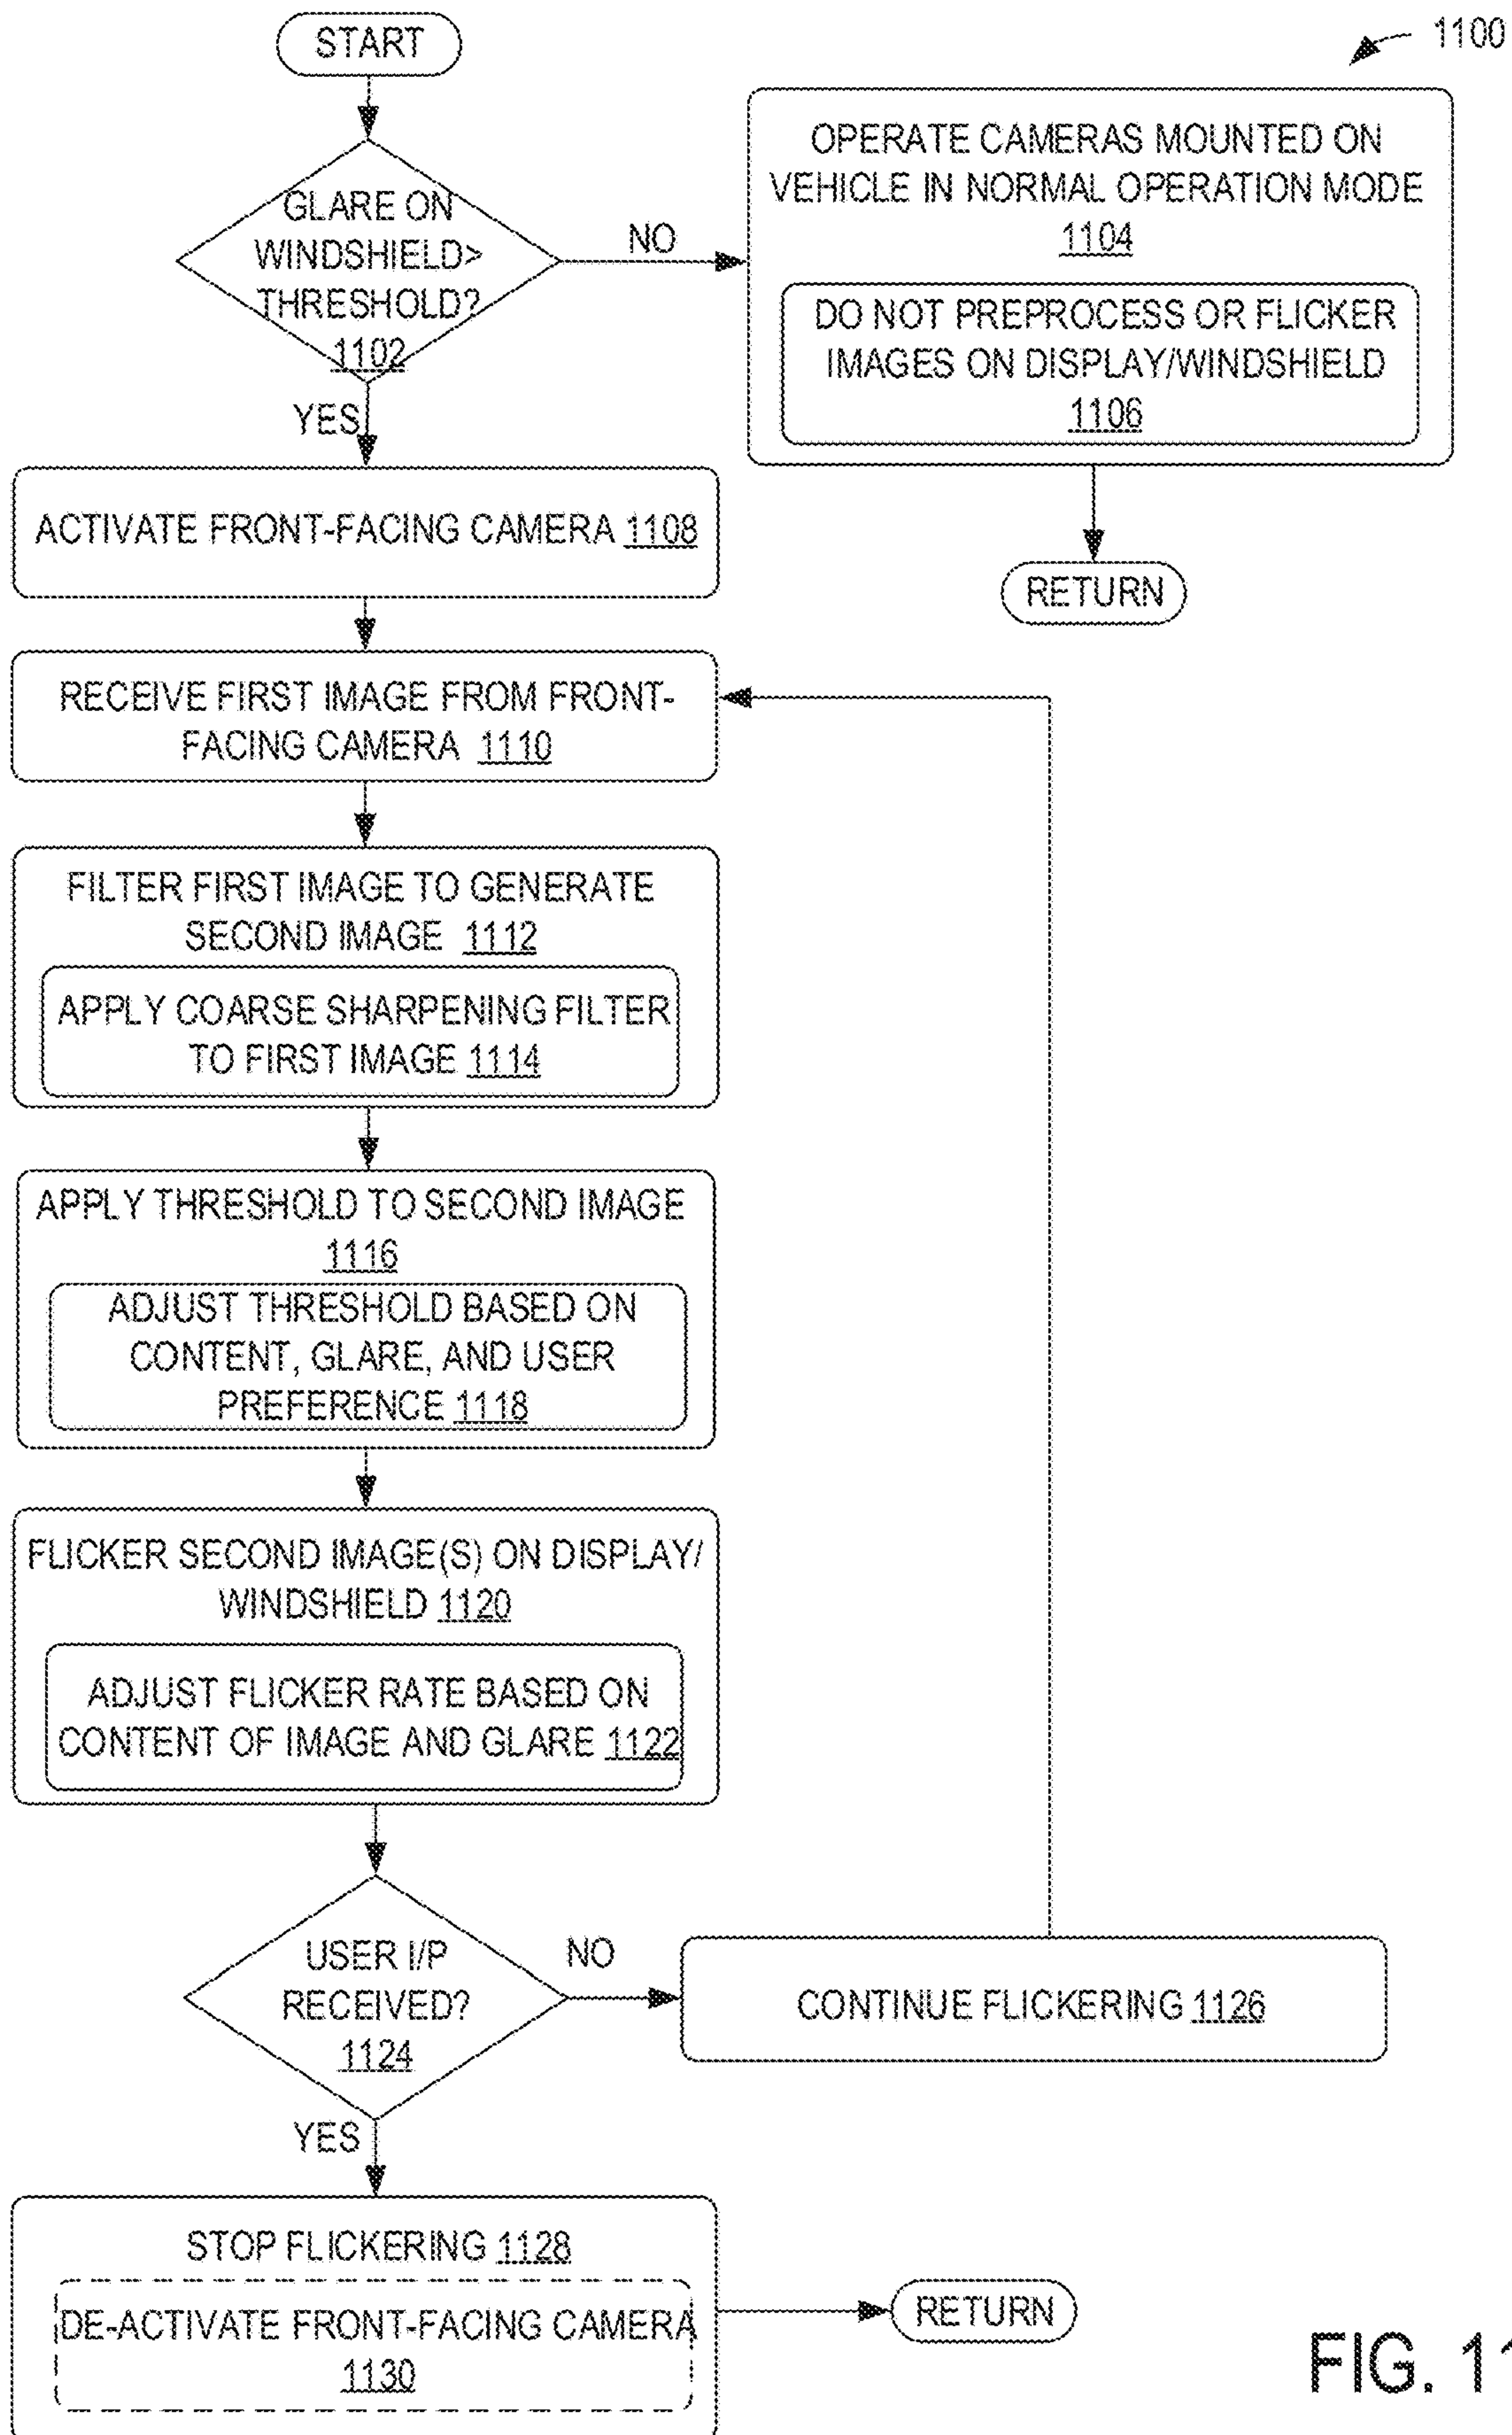 START
1100
GLARE ON
WINDSHIELD>
THRESHOLD?
1102
NO
YES
OPERATE CAMERAS MOUNTED ON
VEHICLE IN NORMAL OPERATION MODE
1104
DO NOT PREPROCESS OR FLICKER
IMAGES ON DISPLAY/WINDSHIELD
1106
RETURN
ACTIVATE FRONT-FACING CAMERA 1108
RECEIVE FIRST IMAGE FROM FRONT-
FACING CAMERA 1110
FILTER FIRST IMAGE TO GENERATE
SECOND IMAGE 1112
APPLY COARSE SHARPENING FILTER
TO FIRST IMAGE 1114
APPLY THRESHOLD TO SECOND IMAGE
1116
ADJUST THRESHOLD BASED ON
CONTENT, GLARE, AND USER
PREFERENCE 1118
FLICKER SECOND IMAGE(S) ON DISPLAY/
WINDSHIELD 1120
ADJUST FLICKER RATE BASED ON
CONTENT OF IMAGE AND GLARE 1122
USER I/P
RECEIVED?
1124
NO
CONTINUE FLICKERING 1126
YES
STOP FLICKERING 1128
DE-ACTIVATE FRONT-FACING CAMERA
1130
RETURN
FIG. 11